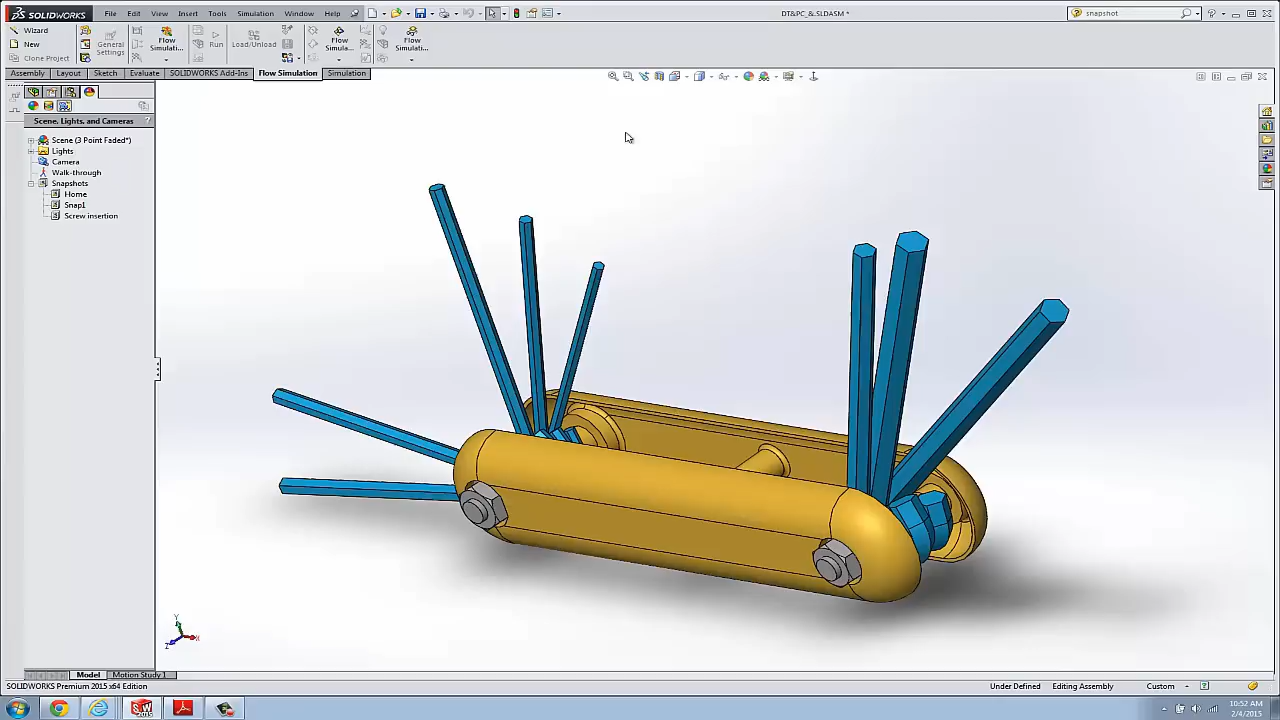 SOLIDWORKS
File
Edit
View
Insert
Tools
Simulation
Window
Help
DT&PC_&.SLDASM *
snapshot
Wizard
New
Clone Project
General Settings
Flow Simulati...
Run
Load/Unload
Flow Simula...
Flow Simulati...
Assembly
Layout
Sketch
Evaluate
SOLIDWORKS Add-Ins
Flow Simulation
Simulation
Scene, Lights, and Cameras
Scene (3 Point Faded*)
Lights
Camera
Walk-through
Snapshots
Home
Snap1
Screw insertion
Y
Z
X
Model
Motion Study 1
SOLIDWORKS Premium 2015 x64 Edition
Under Defined
Editing Assembly
Custom
10:52 AM
2/4/2015